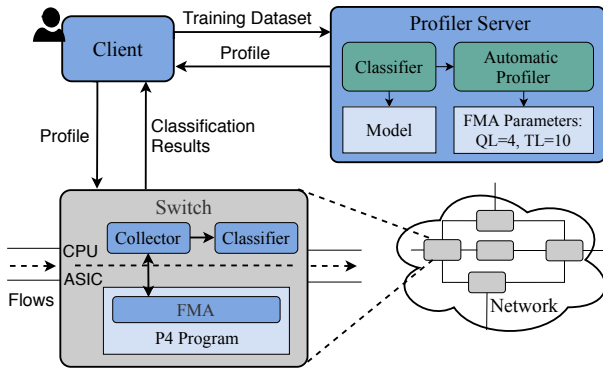 Training Dataset
Profiler Server
Client
Profile
Classifier
Automatic
Profiler
Model
FMA Parameters:
QL=4, TL=10
Profile
Classification
Results
Switch
Collector
Classifier
CPU
ASIC
Flows
FMA
P4 Program
Network